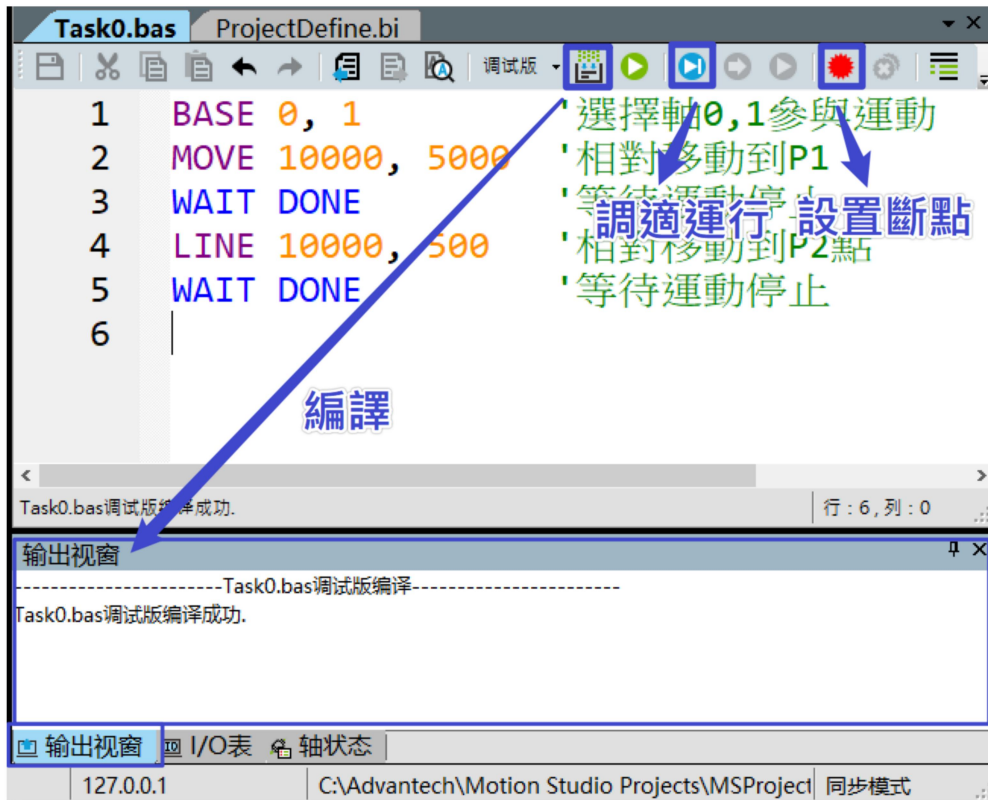 Task0.bas ProjectDefine.bi
调试版
1 BASE 0, 1 '選擇軸0,1參與運動
2 MOVE 10000, 5000 '相對移動到P1
3 WAIT DONE '等待運動停止
調適運行 設置斷點
4 LINE 10000, 500 '相對移動到P2點
5 WAIT DONE '等待運動停止
6
編譯
Task0.bas调试版编译成功. 行 : 6 , 列 : 0
输出视窗
----------------------Task0.bas调试版编译----------------------
Task0.bas调试版编译成功.
输出视窗 I/O表 轴状态
127.0.0.1 C:\Advantech\Motion Studio Projects\MSProject 同步模式